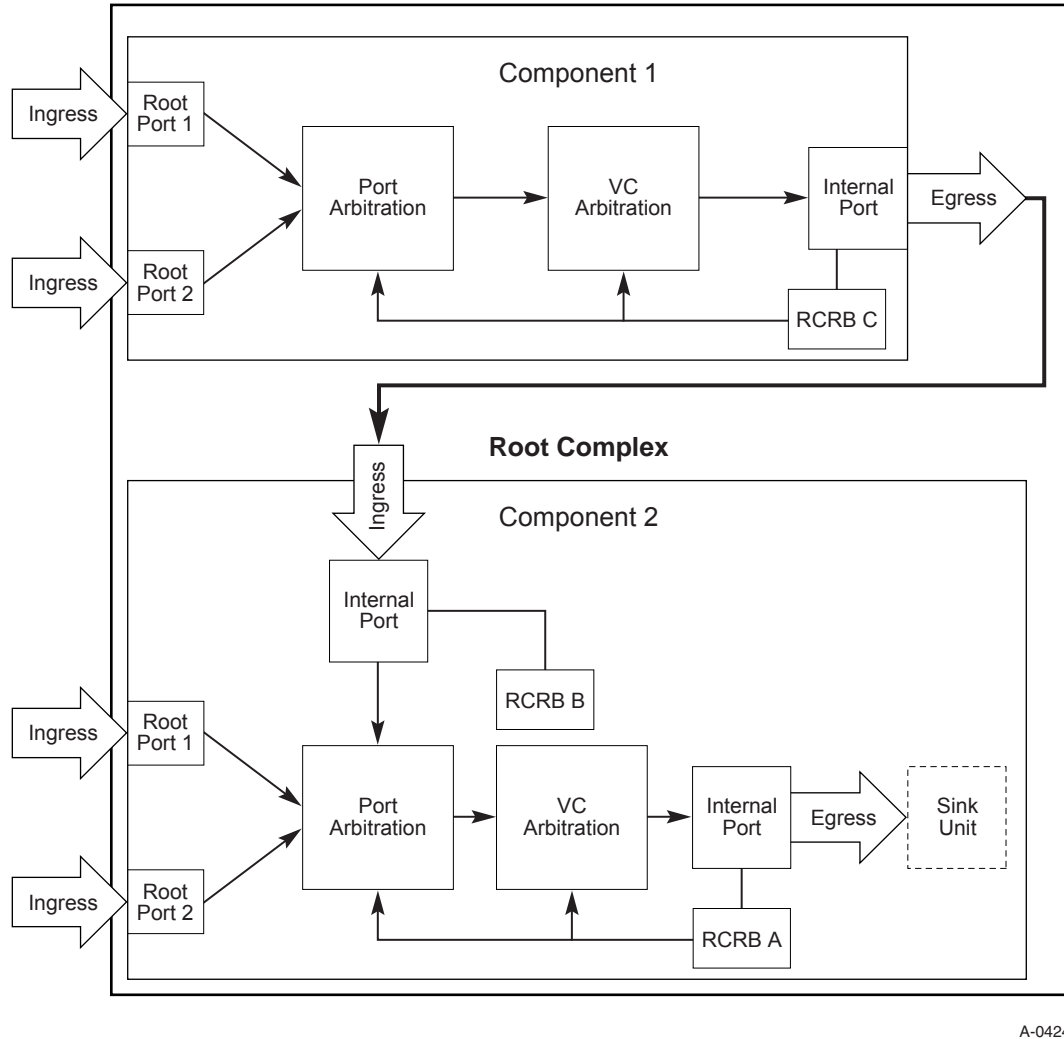 Component 1
Ingress
Root
Port 1
Port
Arbitration
VC
Arbitration
Internal
Port
Egress
Ingress
Root
Port 2
RCRB C
Root Complex
Ingress
Component 2
Internal
Port
RCRB B
Ingress
Root
Port 1
Port
Arbitration
VC
Arbitration
Internal
Port
Egress
Sink
Unit
Ingress
Root
Port 2
RCRB A
A-0424